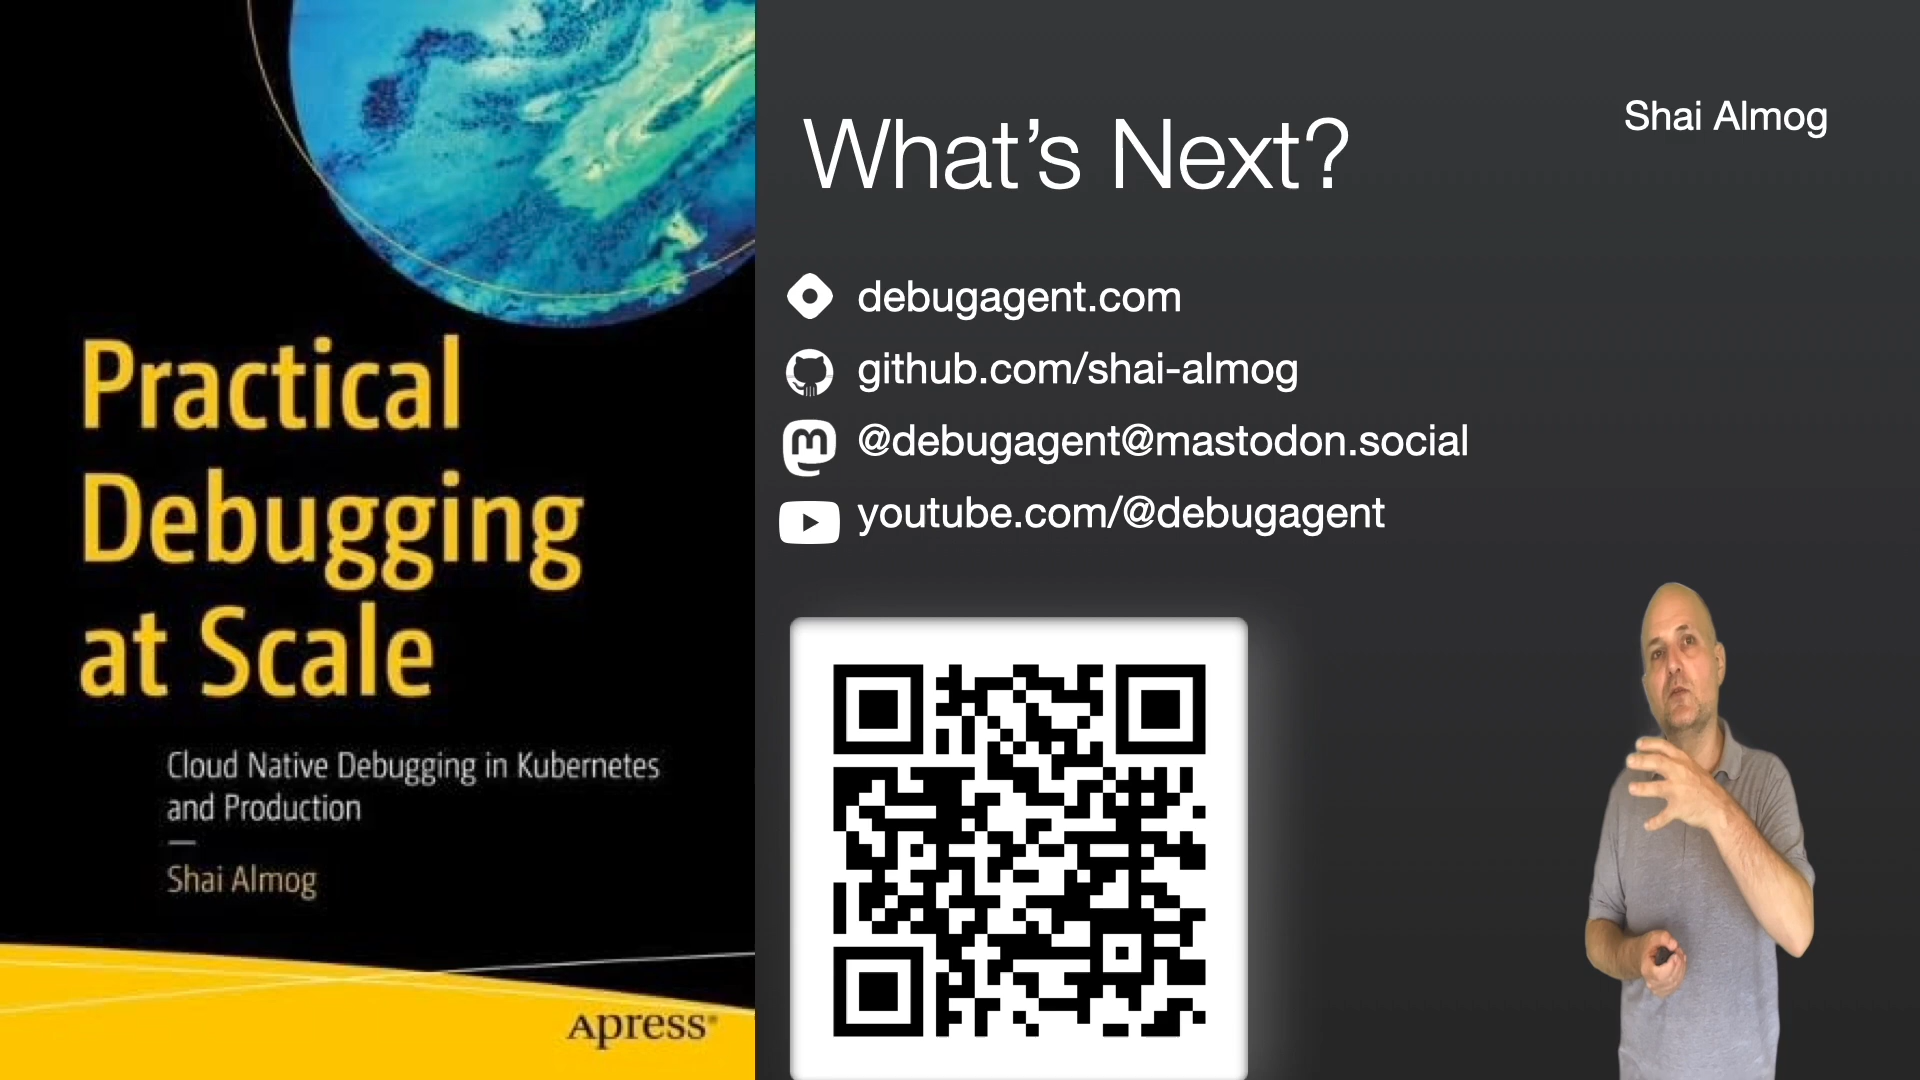 Practical
Debugging
at Scale
Cloud Native Debugging in Kubernetes
and Production
Shai Almog
Apress®
What’s Next?
Shai Almog
debugagent.com
github.com/shai-almog
@debugagent@mastodon.social
youtube.com/@debugagent